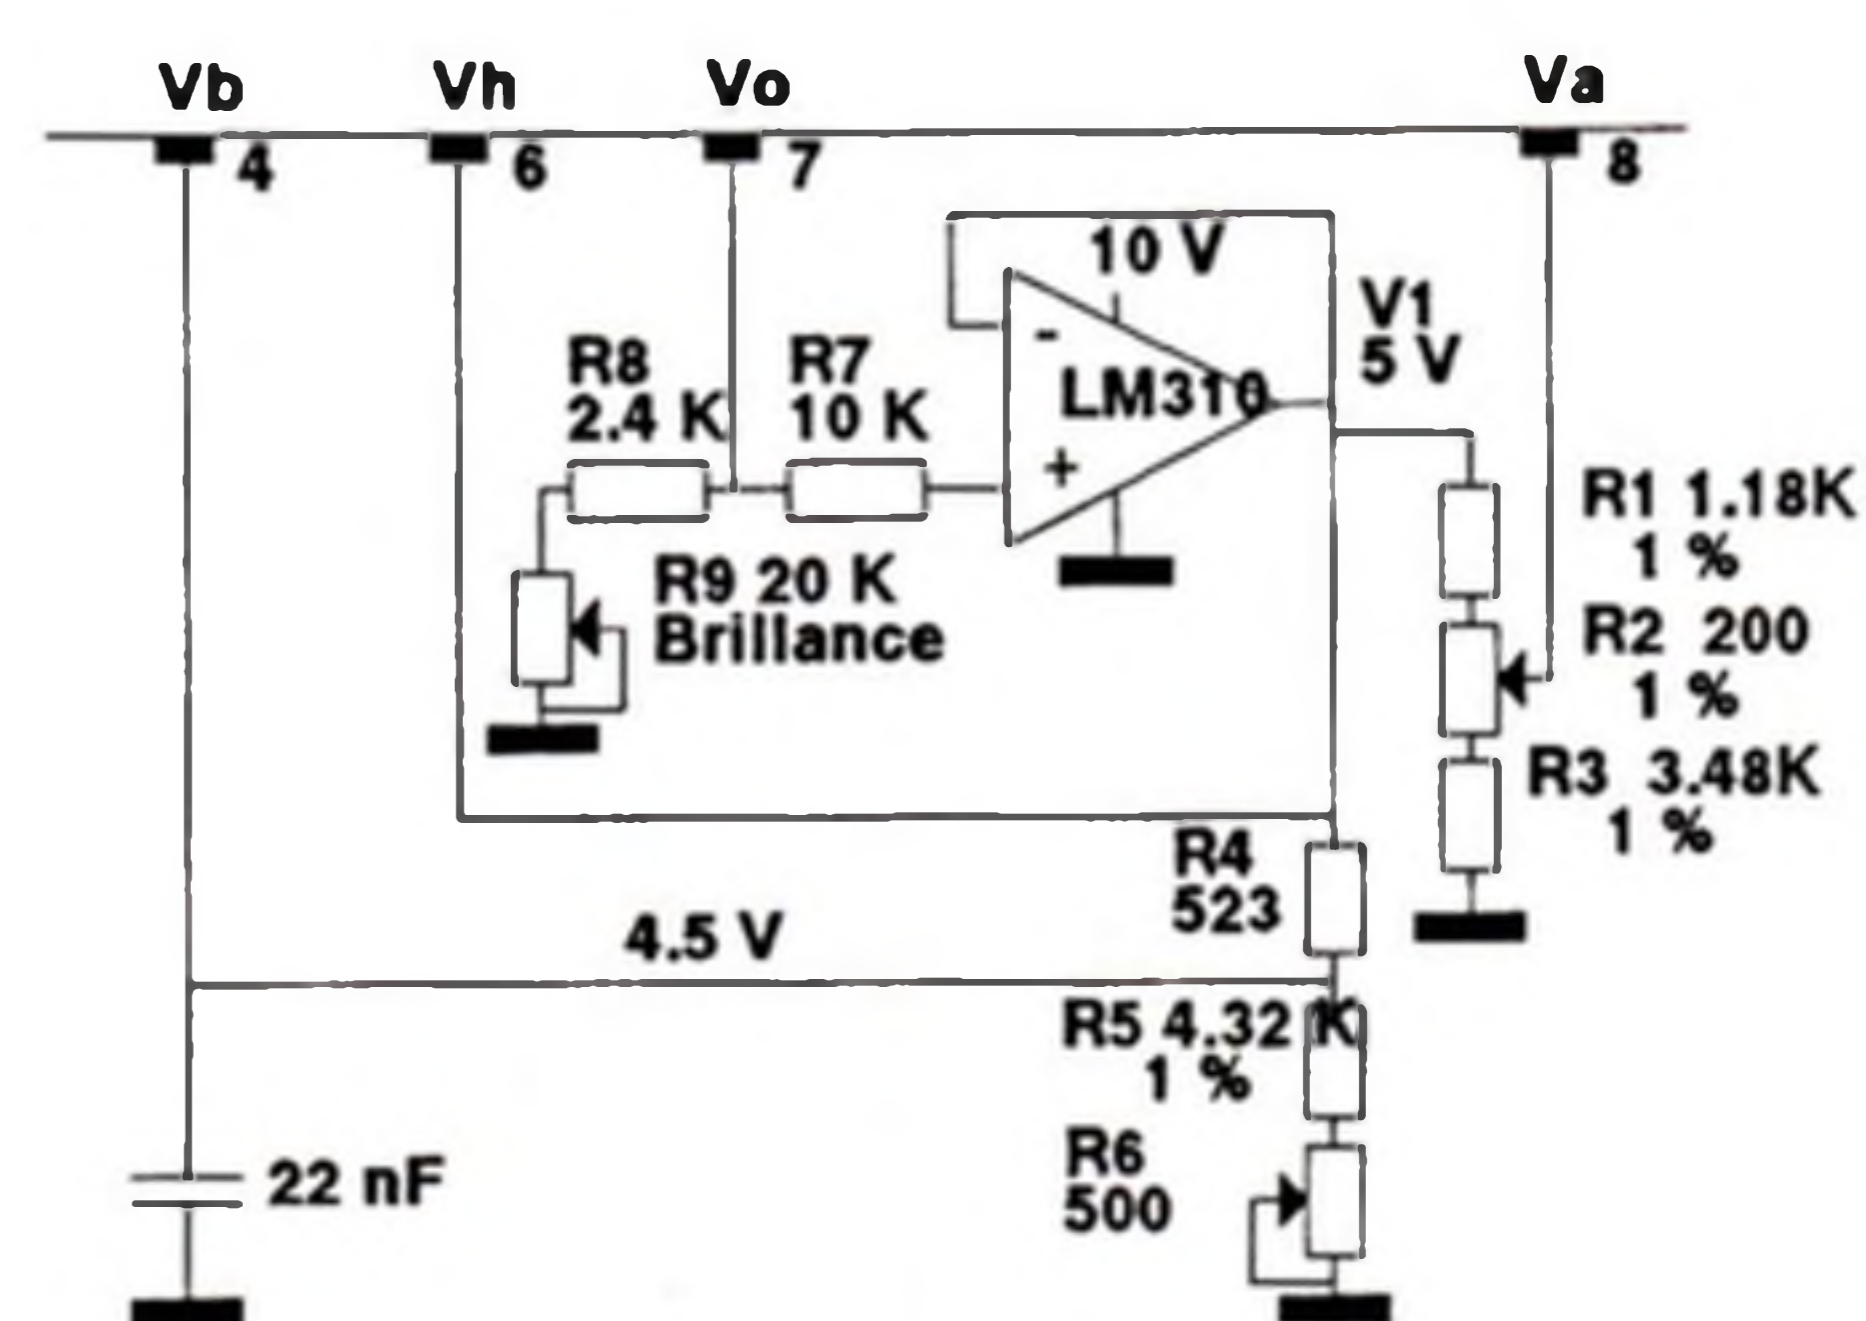 Vb
Vh
Vo
Va
4
6
7
8
10 V
V1
5 V
R8
2.4 K
R7
10 K
-
LM310
+
R1 1.18K
1 %
R9 20 K
Brillance
R2 200
1 %
R3 3.48K
1 %
R4
523
4.5 V
R5 4.32 K
1 %
R6
500
22 nF